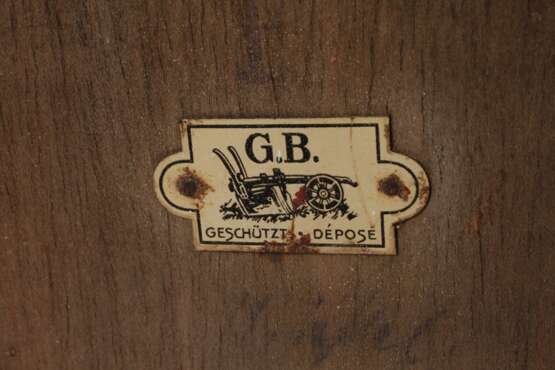 G.B.
GESCHÜTZT · DÉPOSÉ